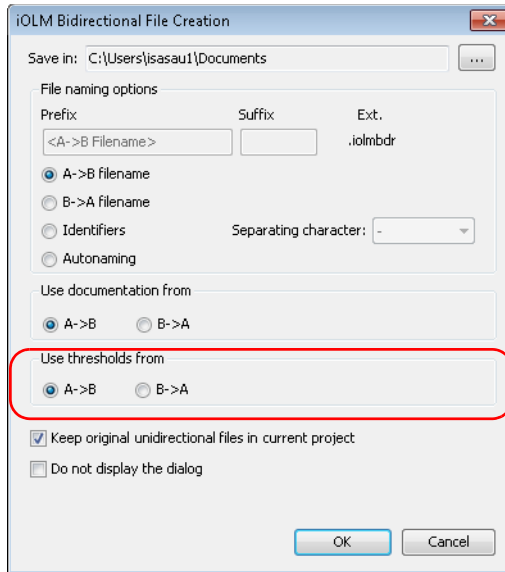 iOLM Bidirectional File Creation
Save in: C:\Users\isasau1\Documents ...
File naming options
Prefix Suffix Ext.
<A->B Filename> .iolmbdr
A->B filename
B->A filename
Identifiers Separating character: -
Autonaming
Use documentation from
A->B B->A
Use thresholds from
A->B B->A
Keep original unidirectional files in current project
Do not display the dialog
OK Cancel